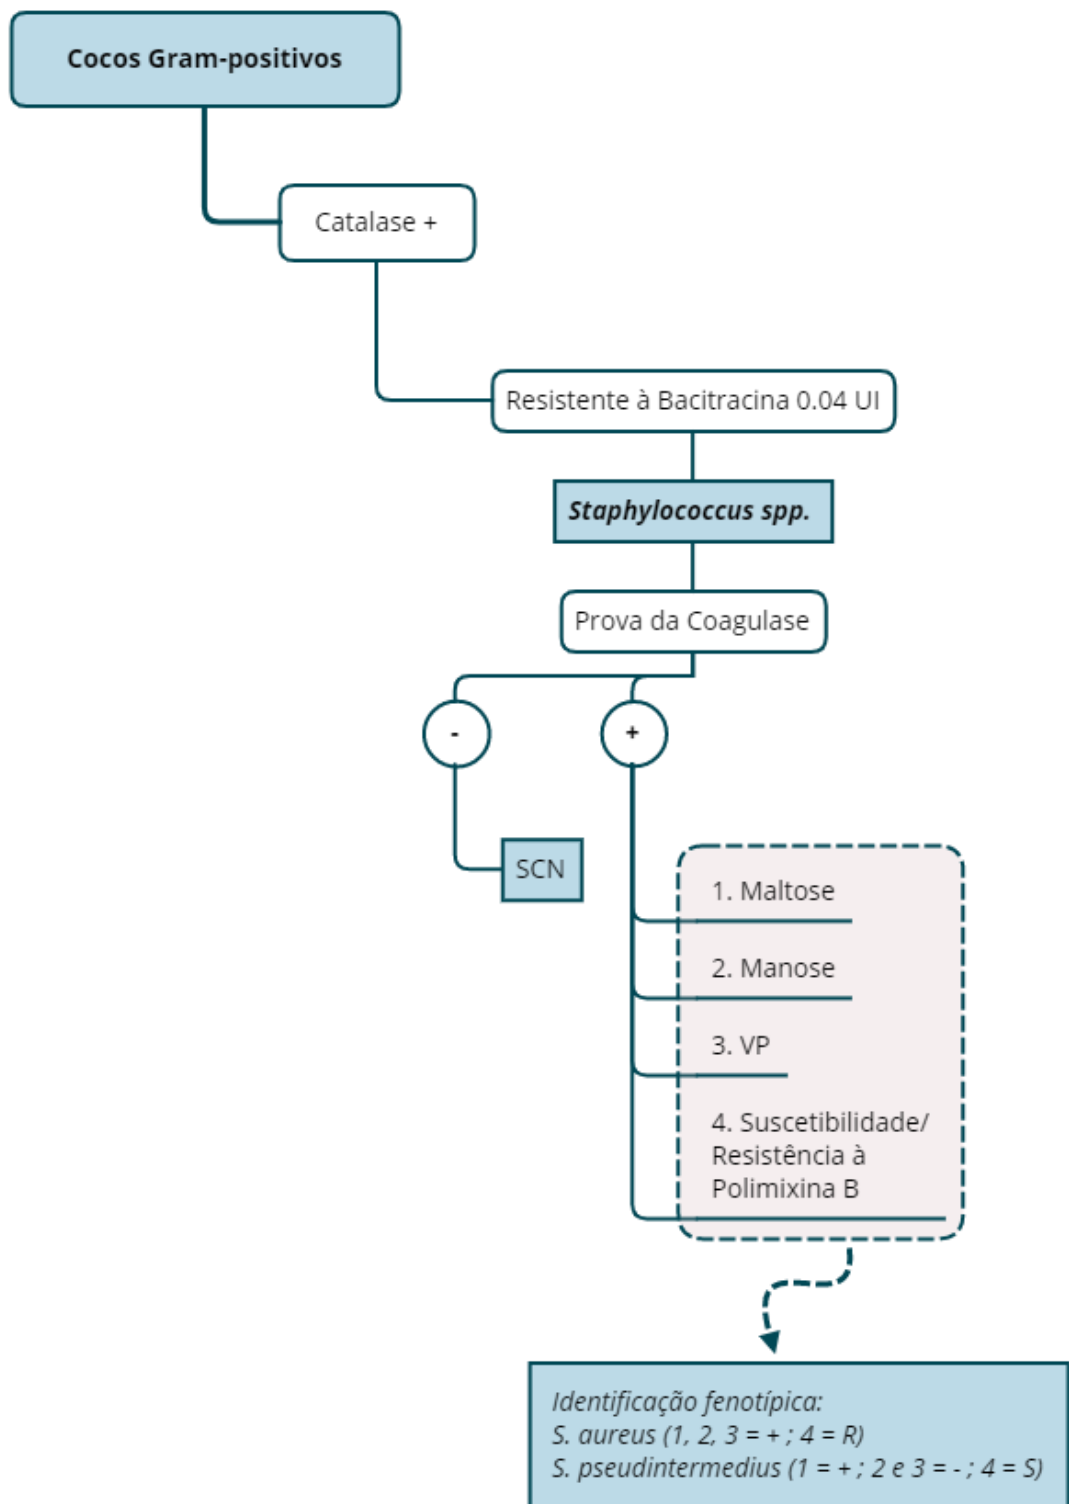 Cocos Gram-positivos
Catalase +
Resistente à Bacitracina 0.04 UI
Staphylococcus spp.
Prova da Coagulase
-
+
SCN
1. Maltose
2. Manose
3. VP
4. Suscetibilidade/
Resistência à
Polimixina B
Identificação fenotípica:
S. aureus (1, 2, 3 = + ; 4 = R)
S. pseudintermedius (1 = + ; 2 e 3 = - ; 4 = S)